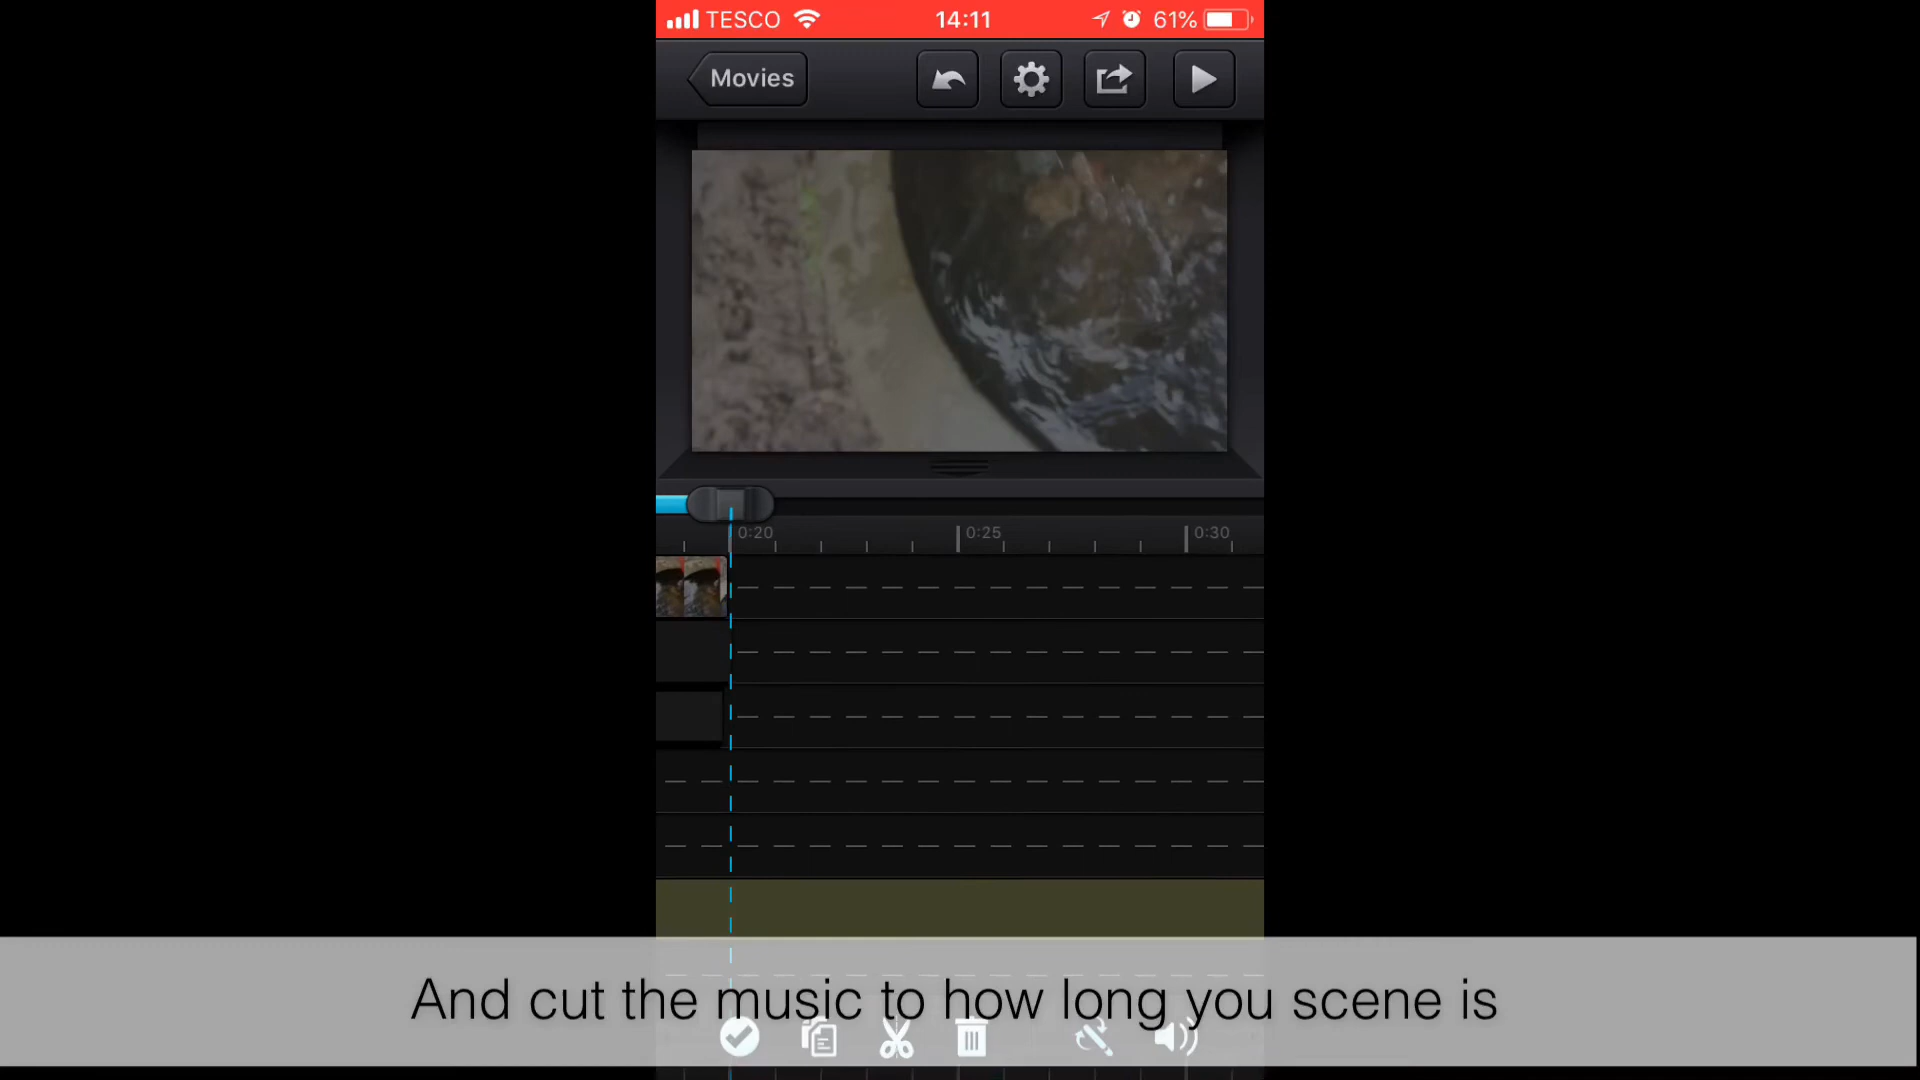 TESCO 14:11 61%
Movies
0:20 0:25 0:30
And cut the music to how long you scene is